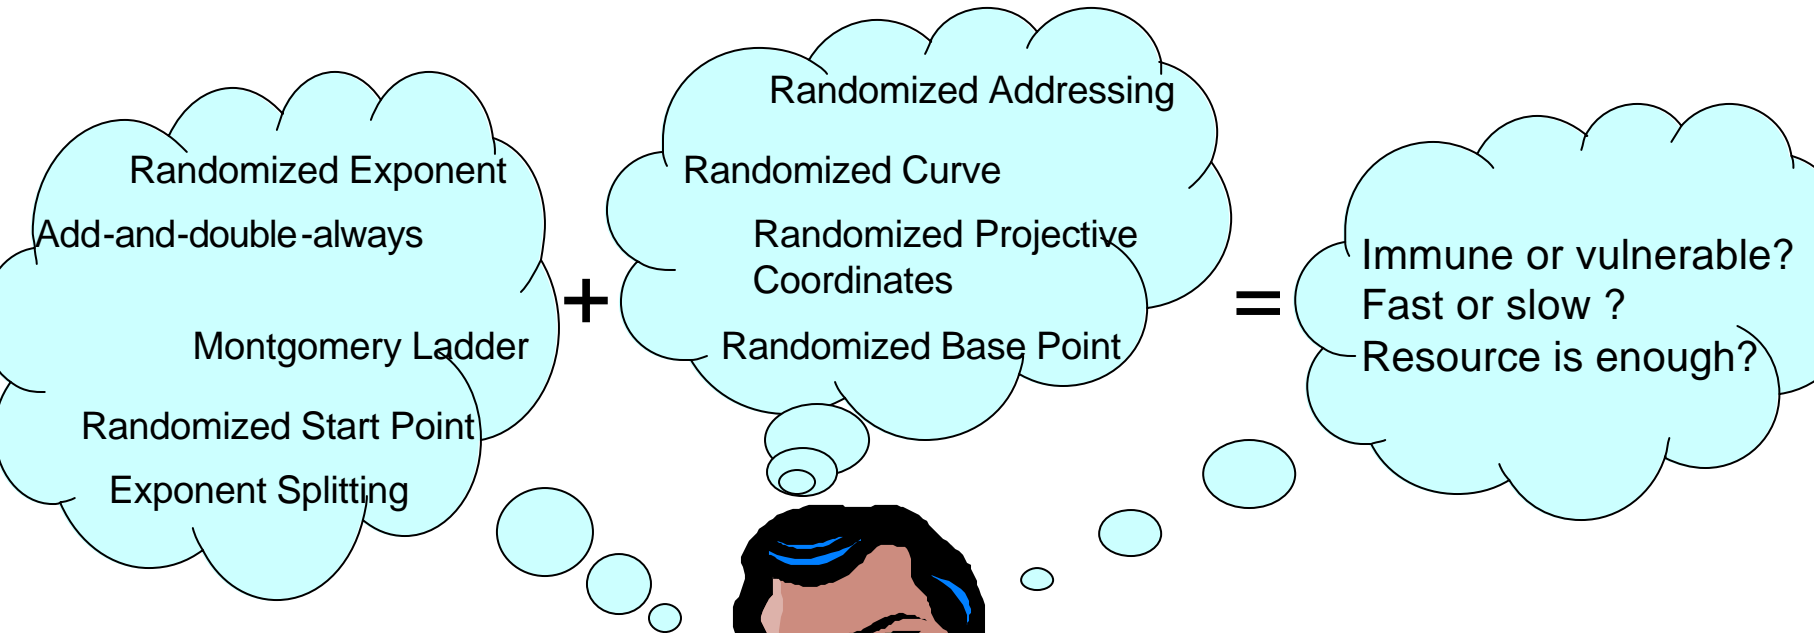 Randomized Exponent
Add-and-double-always
Montgomery Ladder
Randomized Start Point
Exponent Splitting
+
Randomized Addressing
Randomized Curve
Randomized Projective
Coordinates
Randomized Base Point
=
Immune or vulnerable?
Fast or slow ?
Resource is enough?